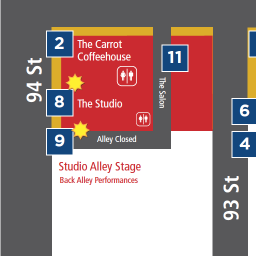 2
The Carrot
Coffeehouse
11
94 St
The Salon
8
The Studio
6
9
Alley Closed
4
Studio Alley Stage
Back Alley Performances
93 St